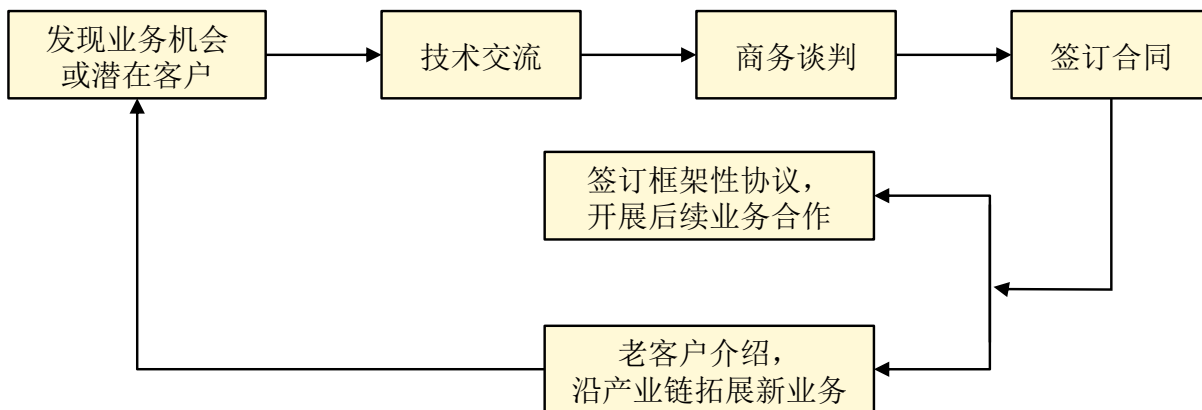 发现业务机会
或潜在客户
技术交流
商务谈判
签订合同
签订框架性协议，
开展后续业务合作
老客户介绍，
沿产业链拓展新业务